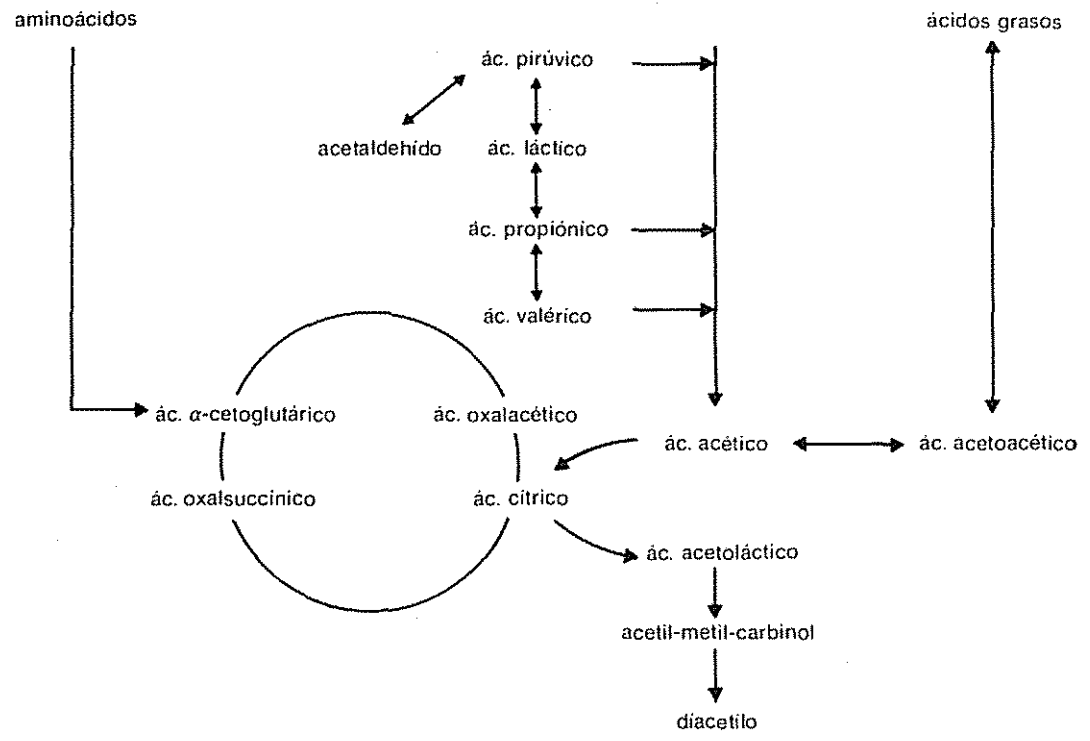 aminoácidos
ácidos grasos
ác. pirúvico
acetaldehído
ác. láctico
ác. propiónico
ác. valérico
ác. α-cetoglutárico
ác. oxalacético
ác. acético
ác. acetoacético
ác. oxalsuccínico
ác. cítrico
ác. acetoláctico
acetil-metil-carbinol
diacetilo